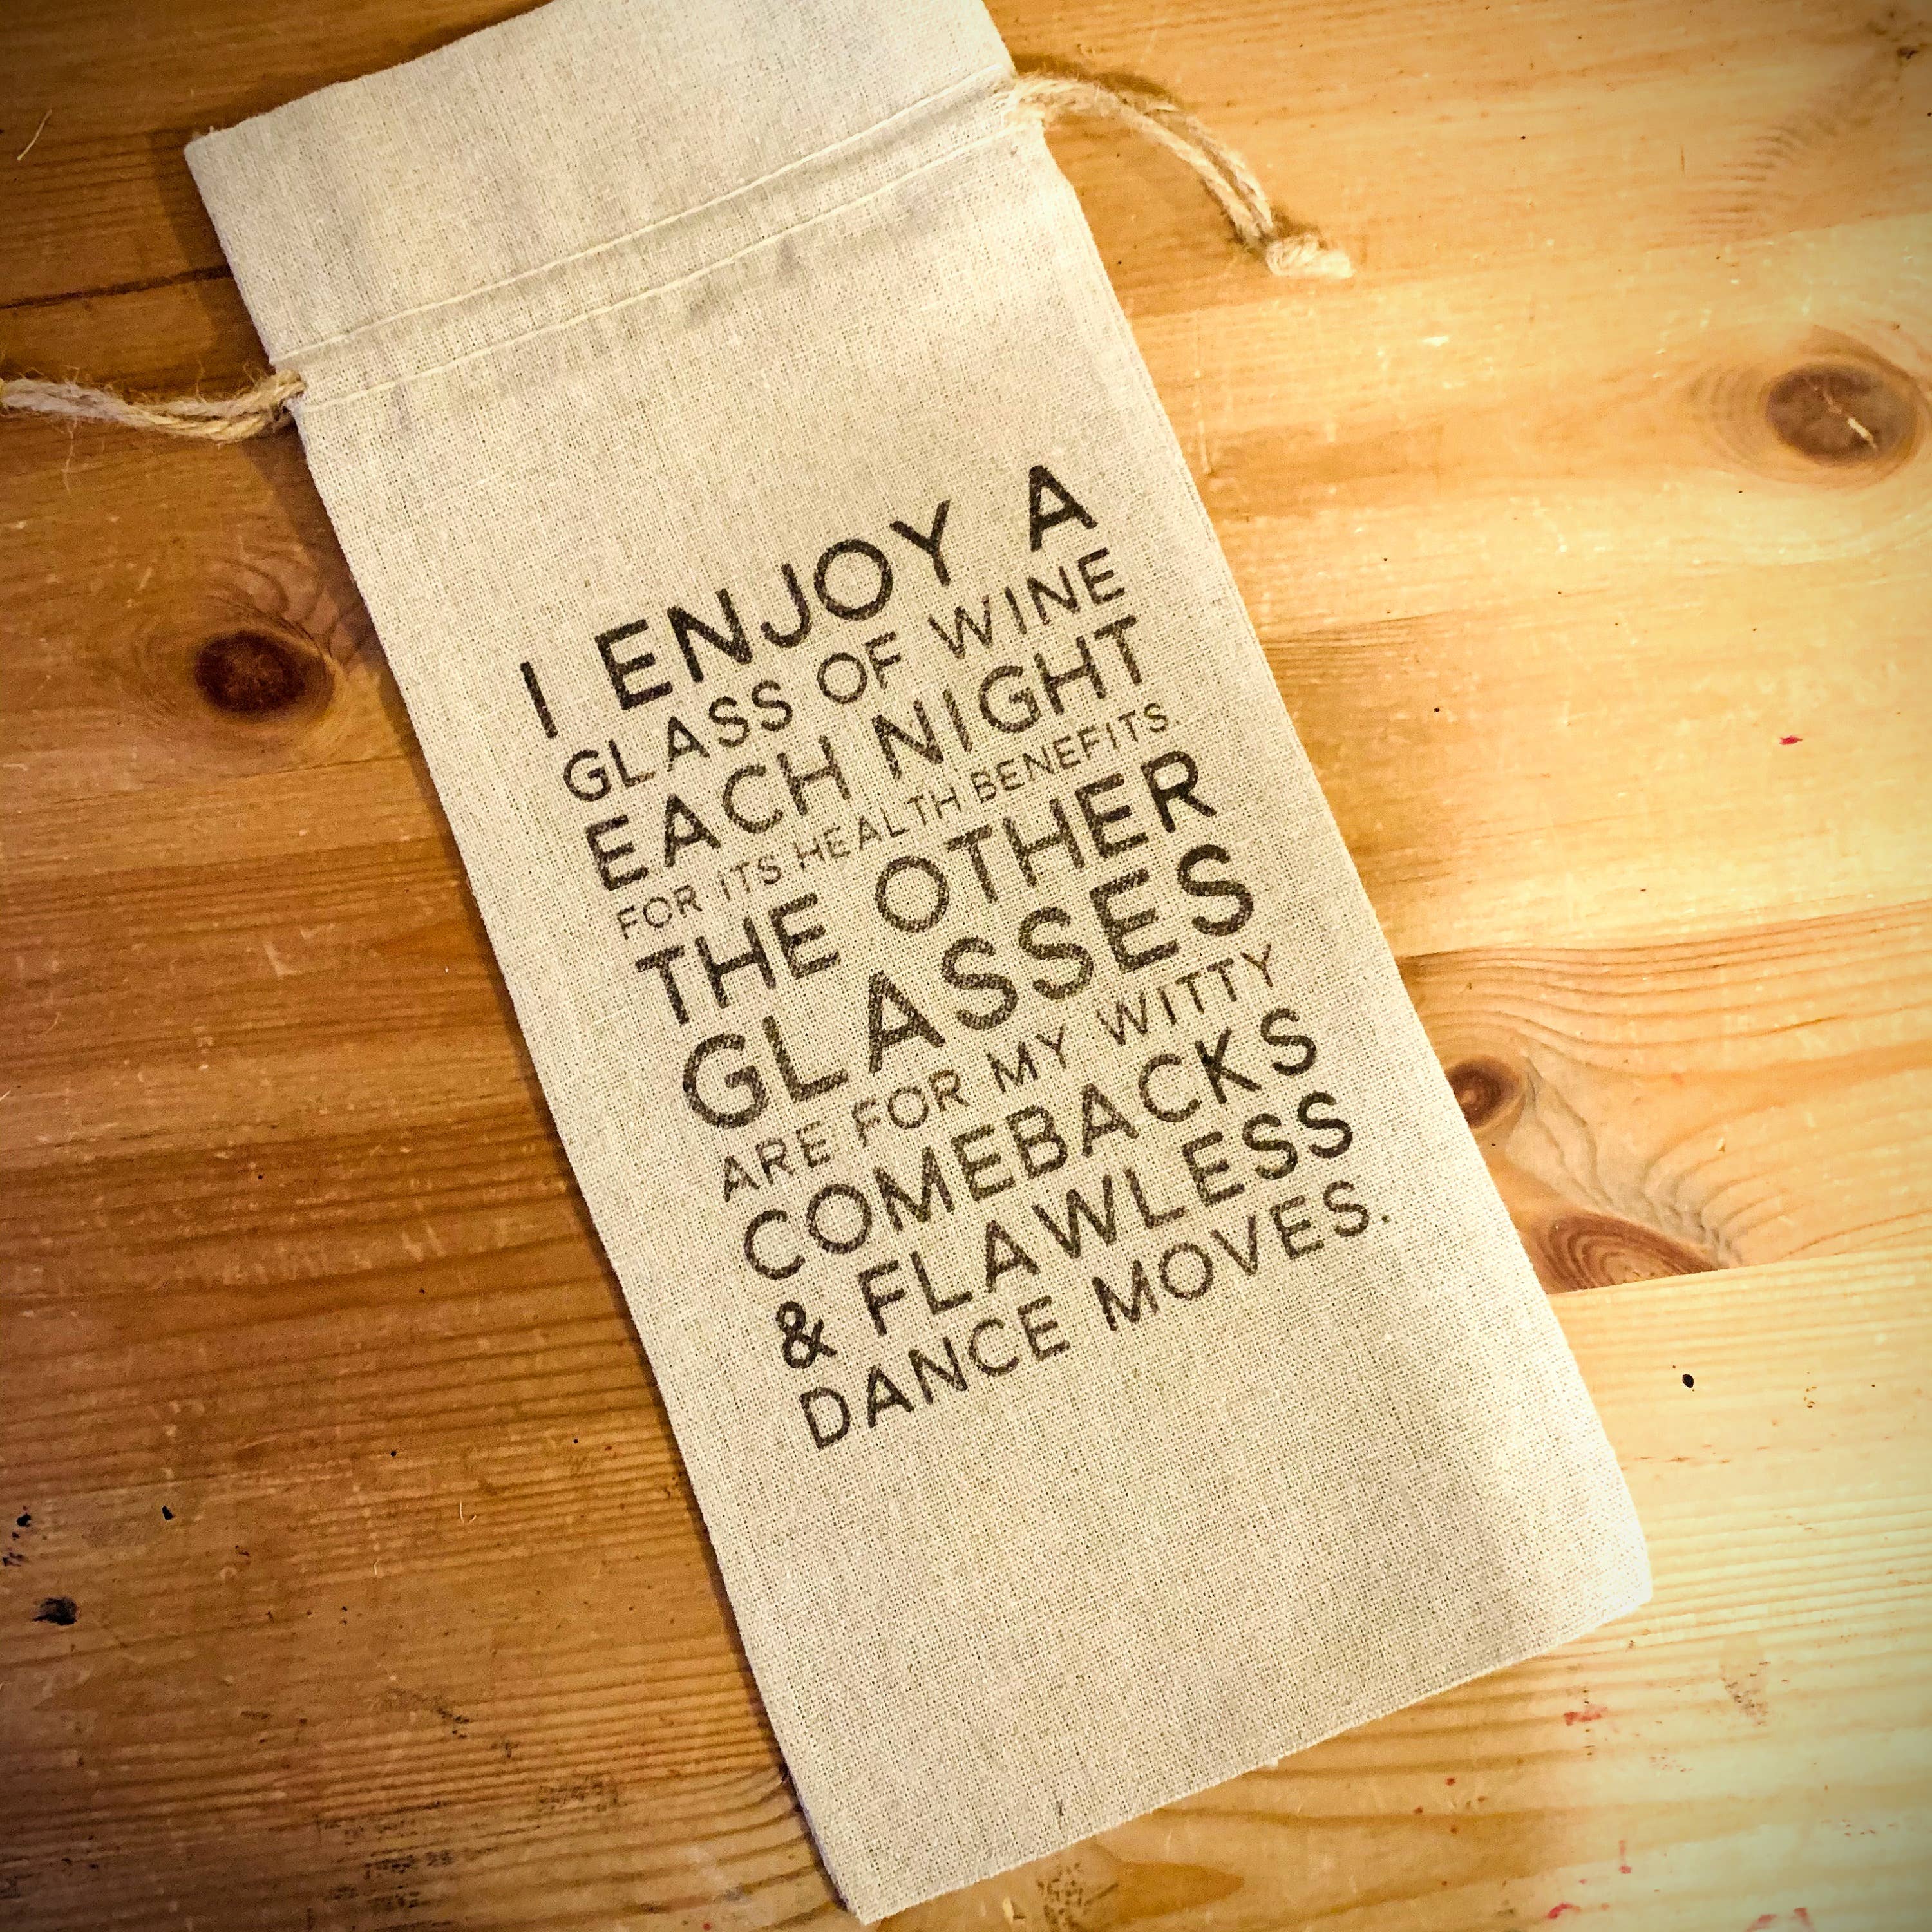 I ENJOY A
GLASS OF WINE
EACH NIGHT
FOR ITS HEALTH BENEFITS.
THE OTHER
GLASSES
ARE FOR MY WITTY
COMEBACKS
& FLAWLESS
DANCE MOVES.